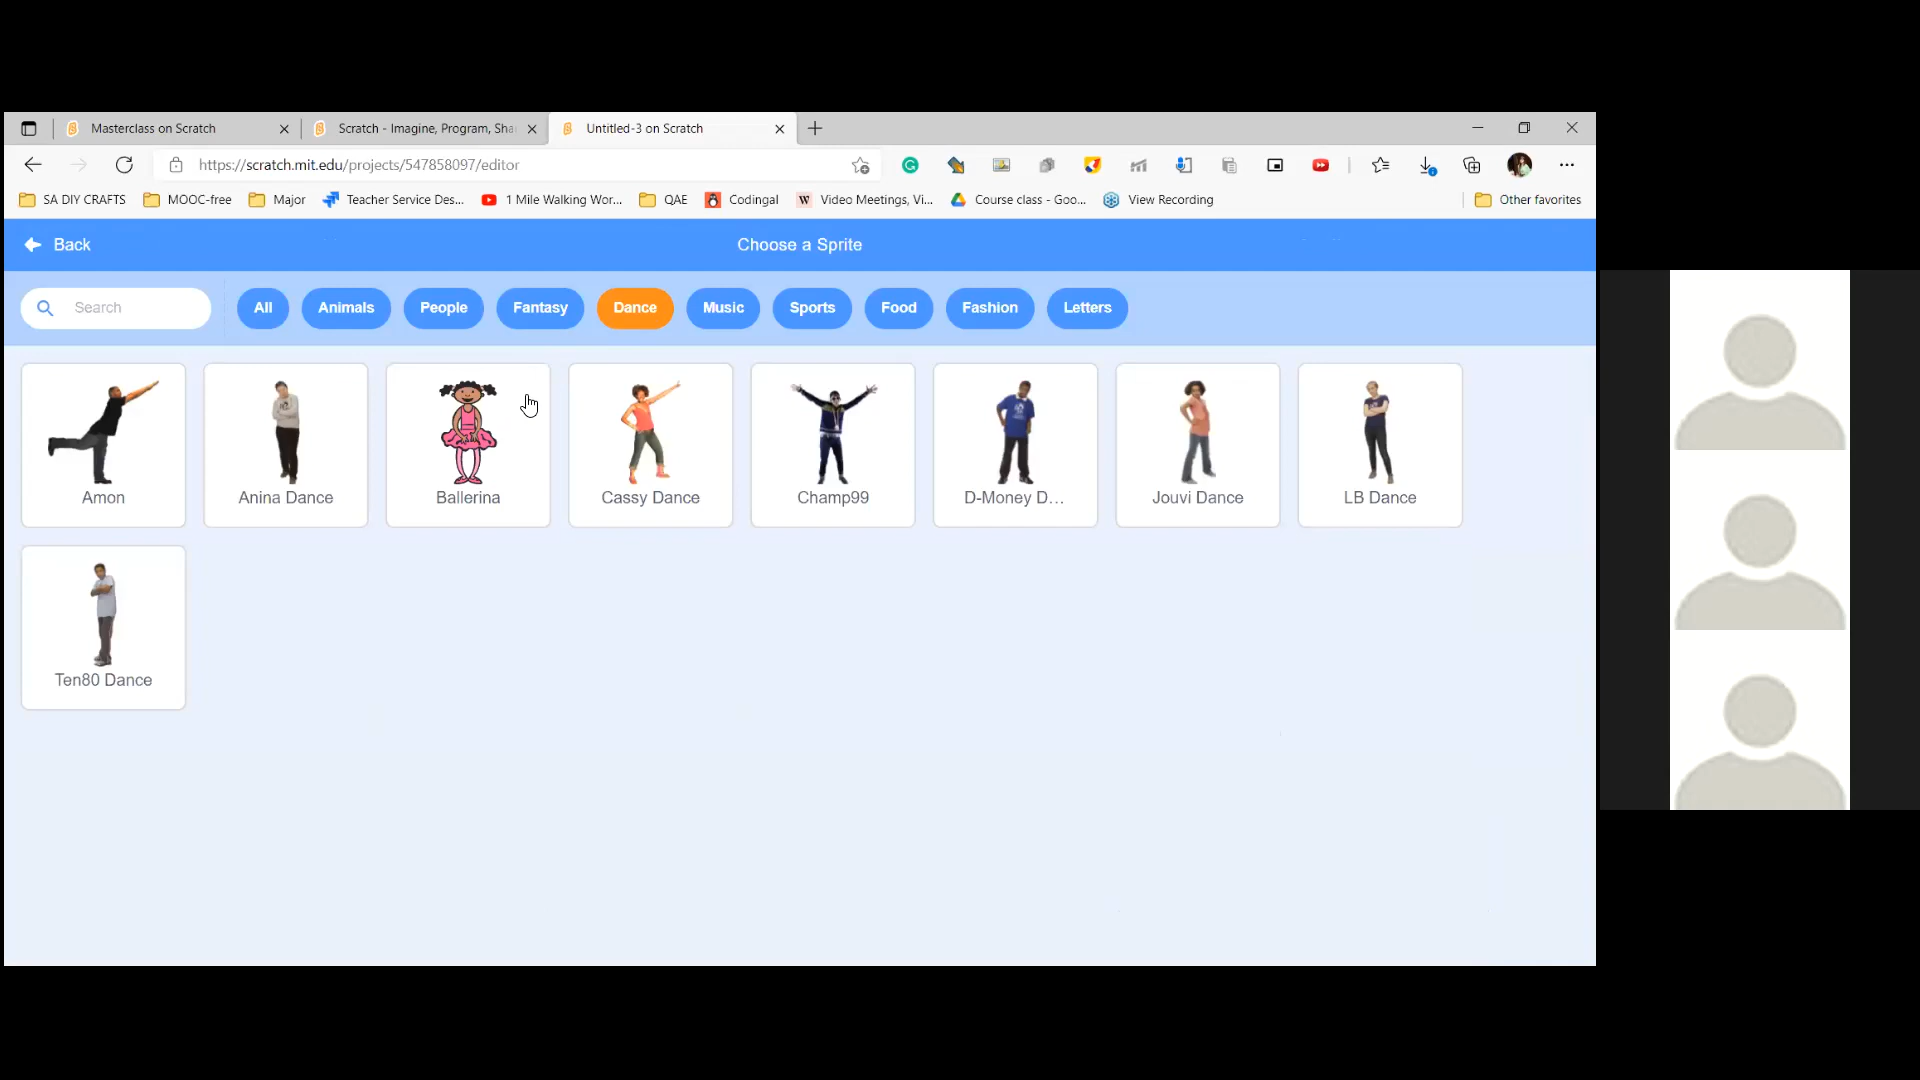 Masterclass on Scratch
Scratch - Imagine, Program, Sha
Untitled-3 on Scratch
https://scratch.mit.edu/projects/547858097/editor
SA DIY CRAFTS
MOOC-free
Major
Teacher Service Des...
1 Mile Walking Wor...
QAE
Codingal
W
Video Meetings, Vi...
Course class - Goo...
View Recording
Other favorites
Back
Choose a Sprite
Search
All
Animals
People
Fantasy
Dance
Music
Sports
Food
Fashion
Letters
Amon
Anina Dance
Ballerina
Cassy Dance
Champ99
D-Money D...
Jouvi Dance
LB Dance
Ten80 Dance